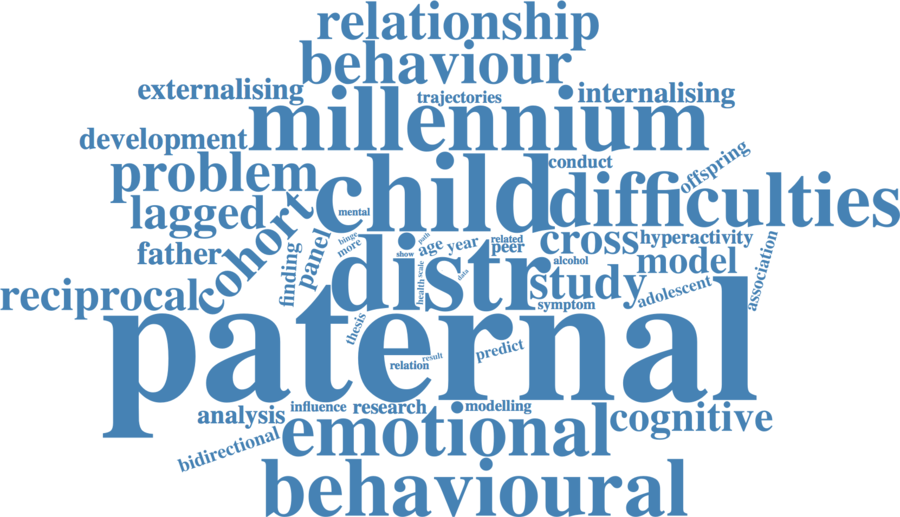 relationship
behaviour
externalising
trajectories
internalising
millennium
development
problem
conduct
offspring
child
difficulties
lagged
cohort
mental
father
panel
finding
binge
more
distr
show
path
age
year
related
peer
cross
hyperactivity
alcohol
model
association
health
scale
data
study
adolescent
symptom
reciprocal
paternal
thesis
relation
result
predict
analysis
influence
research
modelling
cognitive
bidirectional
emotional
behavioural